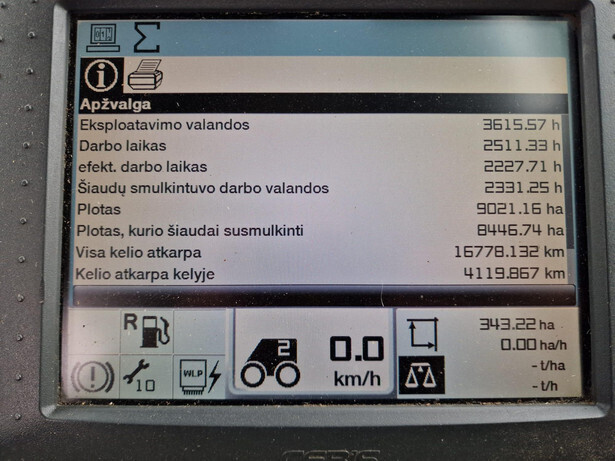 Apžvalga
Eksploatavimo valandos 3615.57 h
Darbo laikas 2511.33 h
efekt. darbo laikas 2227.71 h
Šiaudų smulkintuvo darbo valandos 2331.25 h
Plotas 9021.16 ha
Plotas, kurio šiaudai susmulkinti 8446.74 ha
Visa kelio atkarpa 16778.132 km
Kelio atkarpa kelyje 4119.867 km
R
343.22 ha
2
0.0
0.00 ha/h
- t/ha
10
WLP
km/h
- t/h